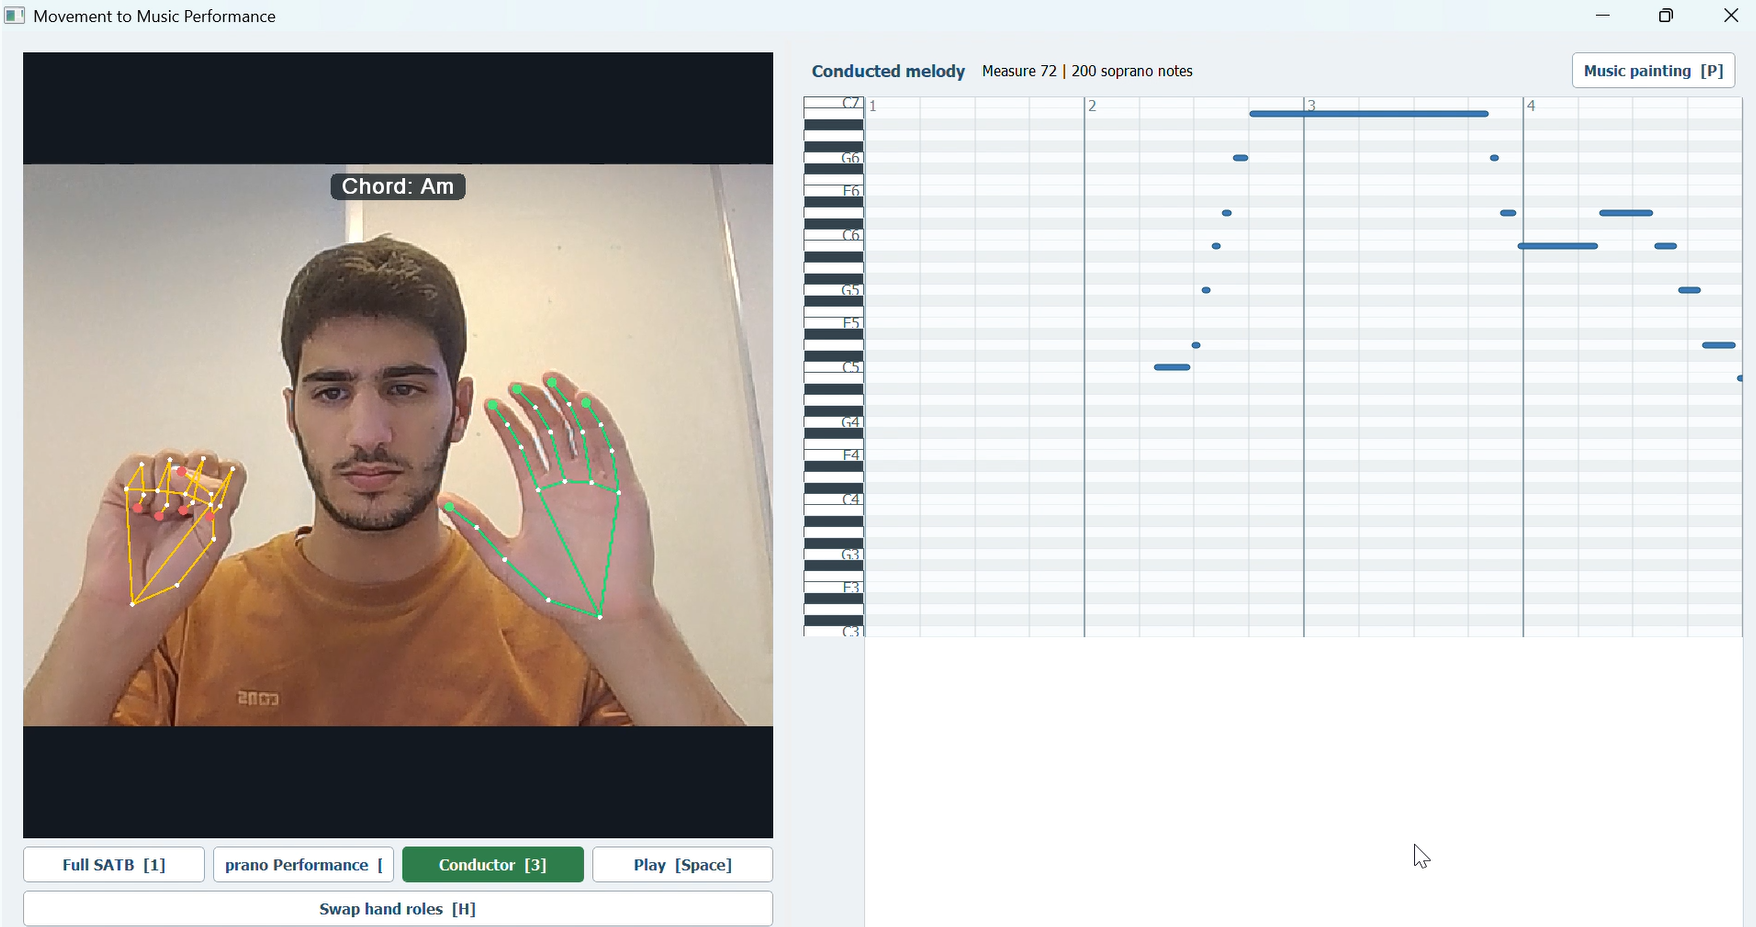 Movement to Music Performance
Conducted melody Measure 72 | 200 soprano notes
Music painting [P]
Chord: Am
1 2 3 4
C7
G6
F6
C6
G5
F5
C5
G4
F4
C4
G3
F3
C3
Full SATB [1]
prano Performance [
Conductor [3]
Play [Space]
Swap hand roles [H]